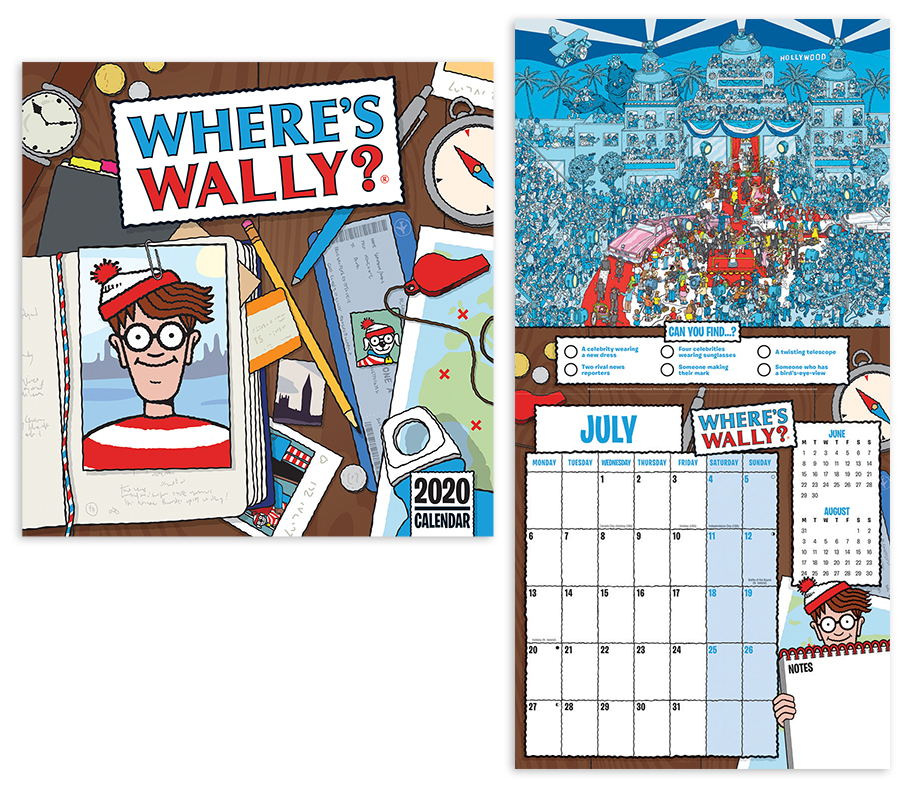 WHERE'S
WALLY?®
2020
CALENDAR
HOLLYWOOD
CAN YOU FIND...?
A celebrity wearing
a new dress
Four celebrities
wearing sunglasses
A twisting telescope
Two rival news
reporters
Someone making
their mark
Someone who has
a bird's-eye-view
JULY
WHERE'S
WALLY?
MONDAY TUESDAY WEDNESDAY THURSDAY FRIDAY SATURDAY SUNDAY
1 2 3 4 5
6 7 8 9 10 11 12
13 14 15 16 17 18 19
20 21 22 23 24 25 26
27 28 29 30 31
JUNE
M T W T F S S
1 2 3 4 5 6 7
8 9 10 11 12 13 14
15 16 17 18 19 20 21
22 23 24 25 26 27 28
29 30
AUGUST
M T W T F S S
31 1 2
3 4 5 6 7 8 9
10 11 12 13 14 15 16
17 18 19 20 21 22 23
24 25 26 27 28 29 30
NOTES